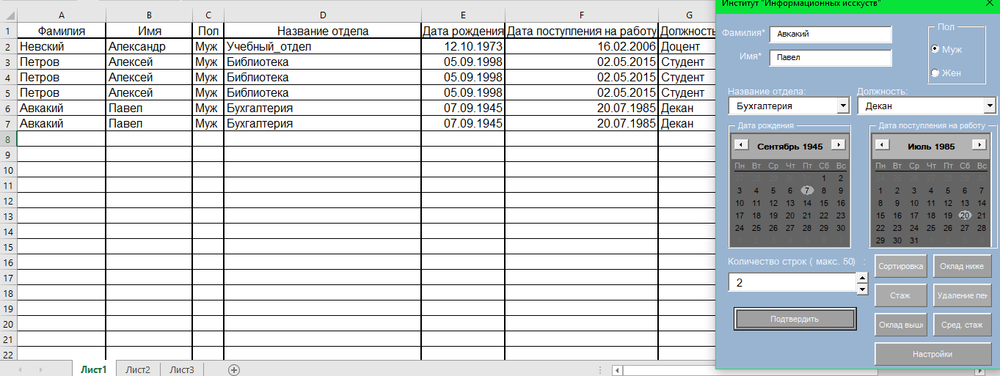 A B C D E F G
1 Фамилия Имя Пол Название отдела Дата рождения Дата поступления на работу Должность
2 Невский Александр Муж Учебный_отдел 12.10.1973 16.02.2006 Доцент
3 Петров Алексей Муж Библиотека 05.09.1998 02.05.2015 Студент
4 Петров Алексей Муж Библиотека 05.09.1998 02.05.2015 Студент
5 Петров Алексей Муж Библиотека 05.09.1998 02.05.2015 Студент
6 Авкакий Павел Муж Бухгалтерия 07.09.1945 20.07.1985 Декан
7 Авкакий Павел Муж Бухгалтерия 07.09.1945 20.07.1985 Декан
8
9
10
11
12
13
14
15
16
17
18
19
20
21
22
Лист1 Лист2 Лист3
Институт "Информационных исскуств"
Фамилия* Авкакий
Имя* Павел
Пол
Муж
Жен
Название отдела: Должность:
Бухгалтерия Декан
Дата рождения
Сентябрь 1945
Пн Вт Ср Чт Пт Сб Вс
27 28 29 30 31 1 2
3 4 5 6 7 8 9
10 11 12 13 14 15 16
17 18 19 20 21 22 23
24 25 26 27 28 29 30
1 2 3 4 5 6 7
Дата поступления на работу
Июль 1985
Пн Вт Ср Чт Пт Сб Вс
24 25 26 27 28 29 30
1 2 3 4 5 6 7
8 9 10 11 12 13 14
15 16 17 18 19 20 21
22 23 24 25 26 27 28
29 30 31 1 2 3 4
Количество строк ( макс. 50) :
2
Подтвердить
Сортировка Оклад ниже
Стаж Удаление пен
Оклад выше Сред. стаж
Настройки